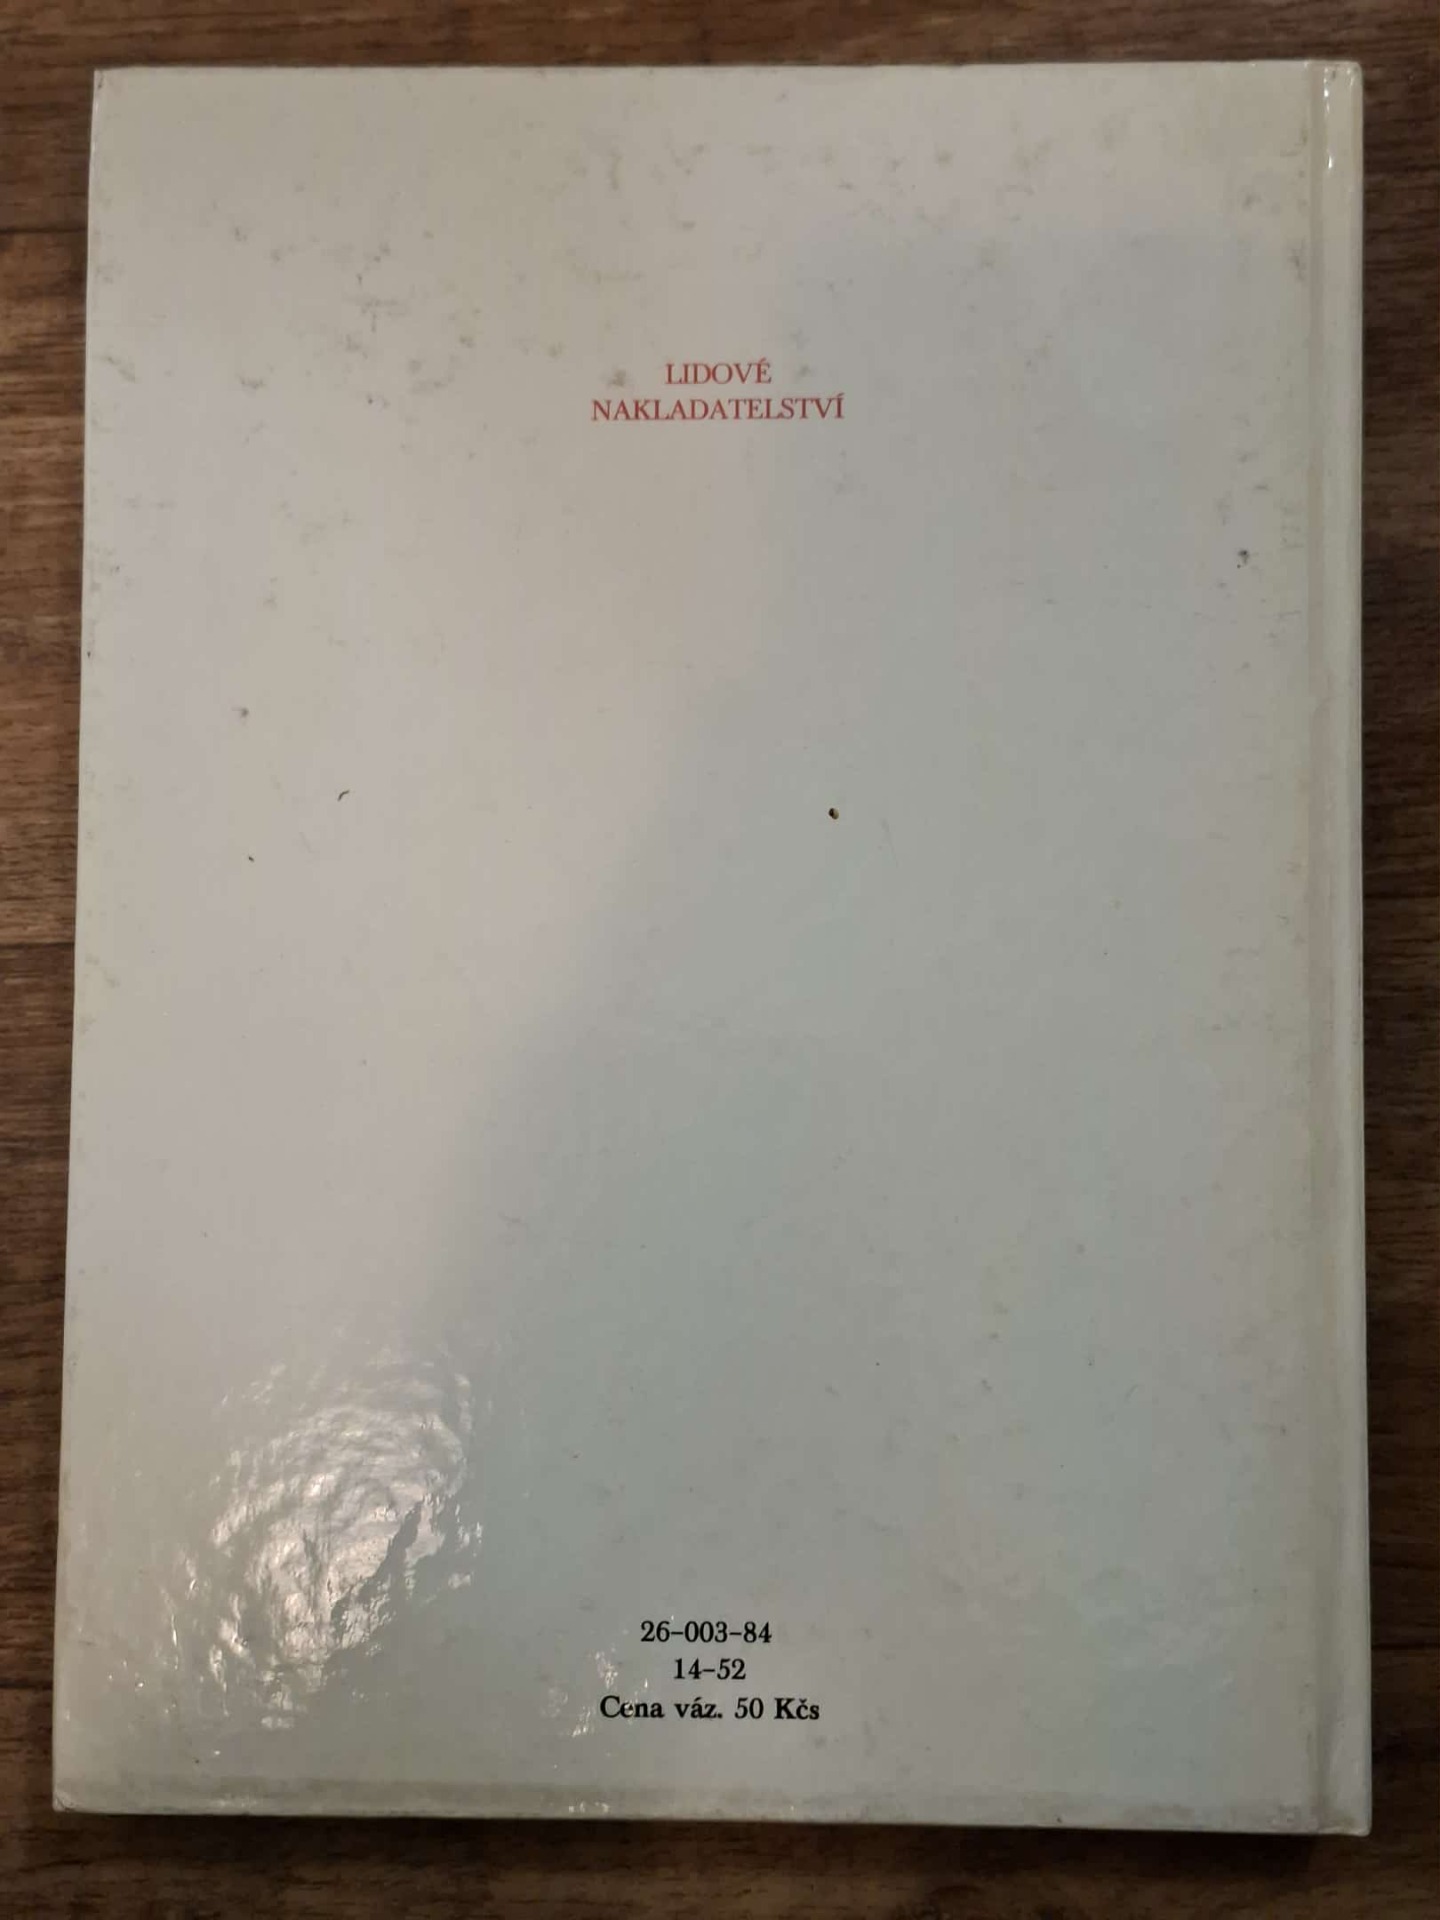 LIDOVÉ
NAKLADATELSTVÍ
26-003-84
14-52
Cena váz. 50 Kčs